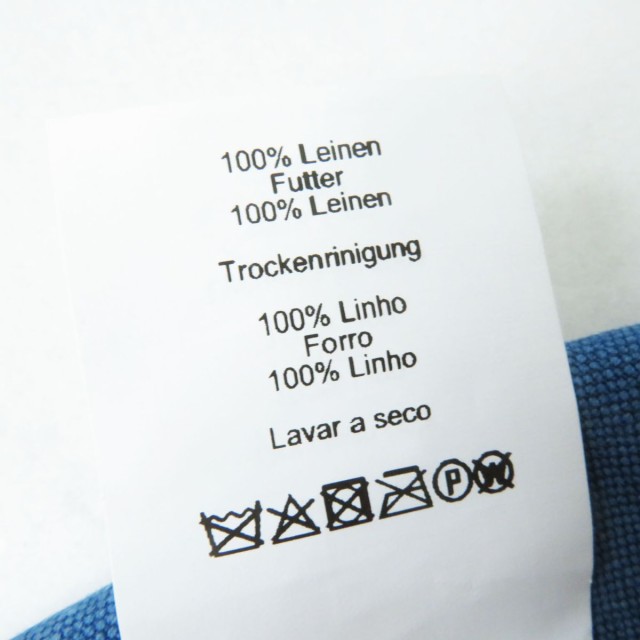 100% Leinen
Futter
100% Leinen
Trockenrinigung
100% Linho
Forro
100% Linho
Lavar a seco
P W